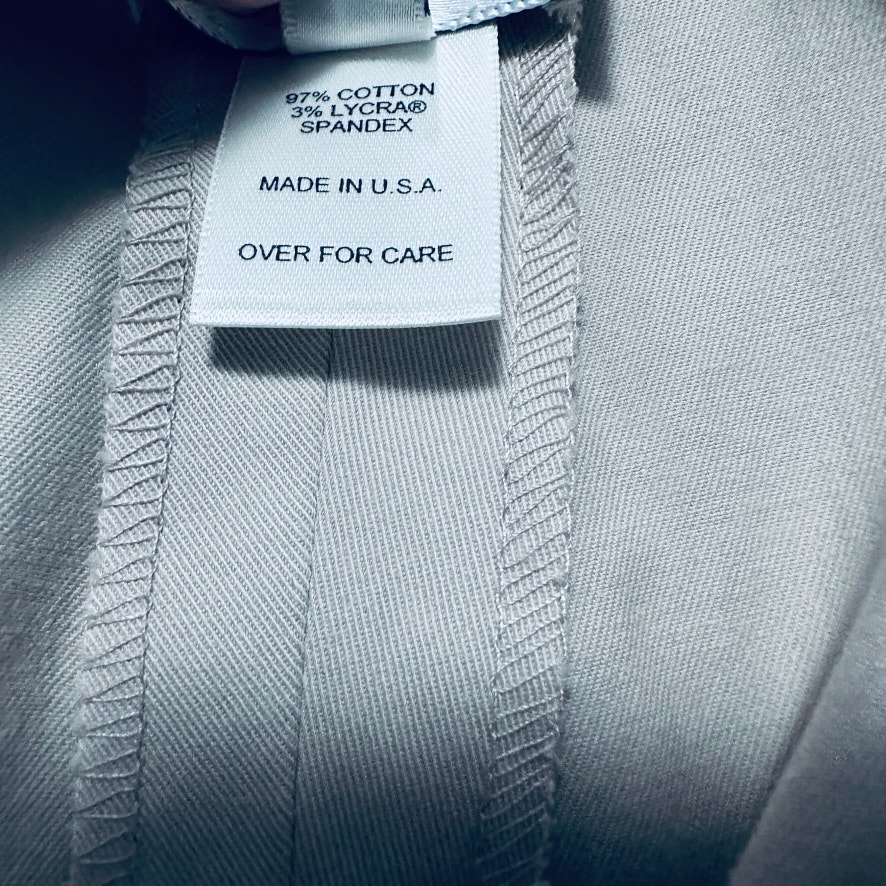 97% COTTON
3% LYCRA®
SPANDEX
MADE IN U.S.A.
OVER FOR CARE